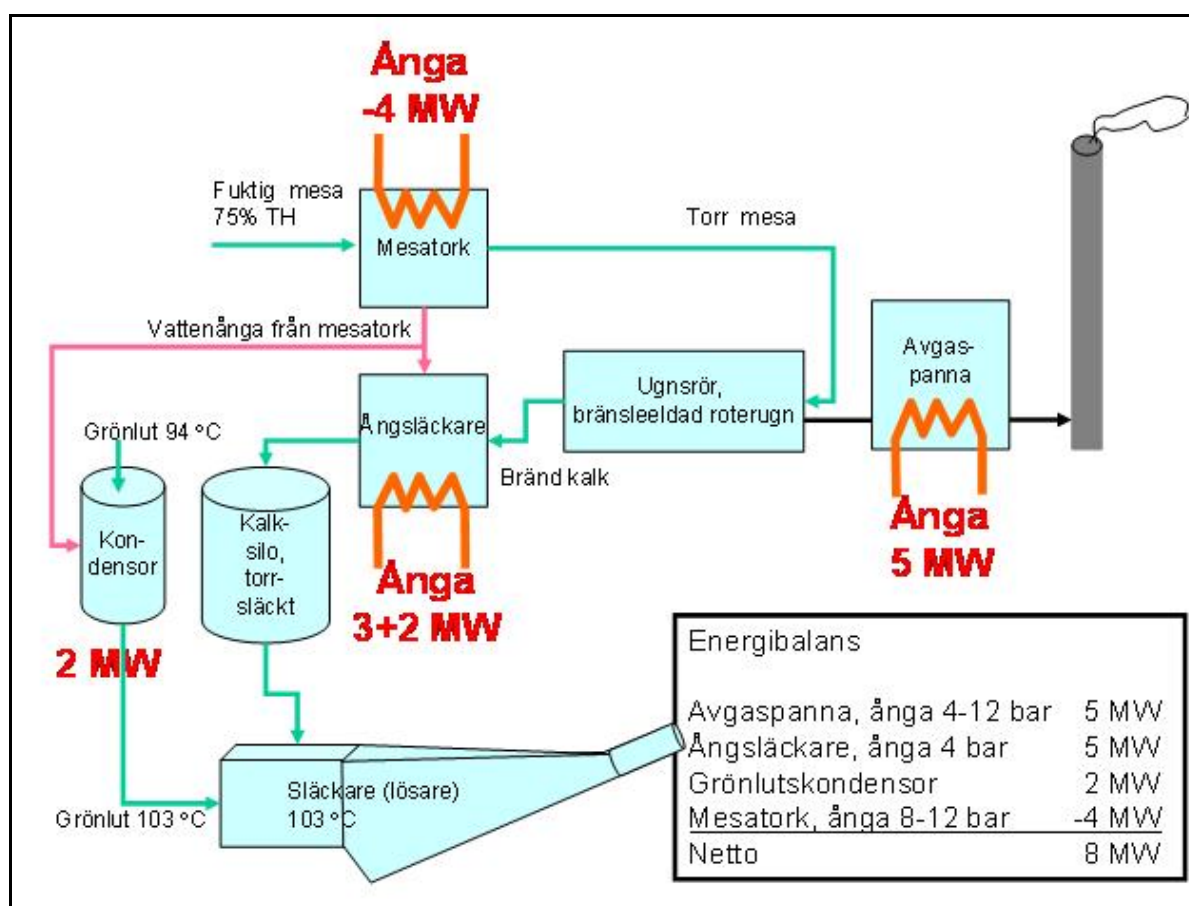 Ånga
-4 MW
Fuktig mesa
75% TH
Mesatork
Torr mesa
Vattenånga från mesatork
Avgas-
panna
Ugnsrör,
bränsleeldad roterugn
Ångsläckare
Grönlut 94 °C
Bränd kalk
Kon-
densor
Kalk-
silo,
torr-
släckt
Ånga
5 MW
Ånga
3+2 MW
2 MW
Släckare (lösare)
103 °C
Grönlut 103 °C
Energibalans
Avgaspanna, ånga 4-12 bar 5 MW
Ångsläckare, ånga 4 bar 5 MW
Grönlutskondensor 2 MW
Mesatork, ånga 8-12 bar -4 MW
Netto 8 MW